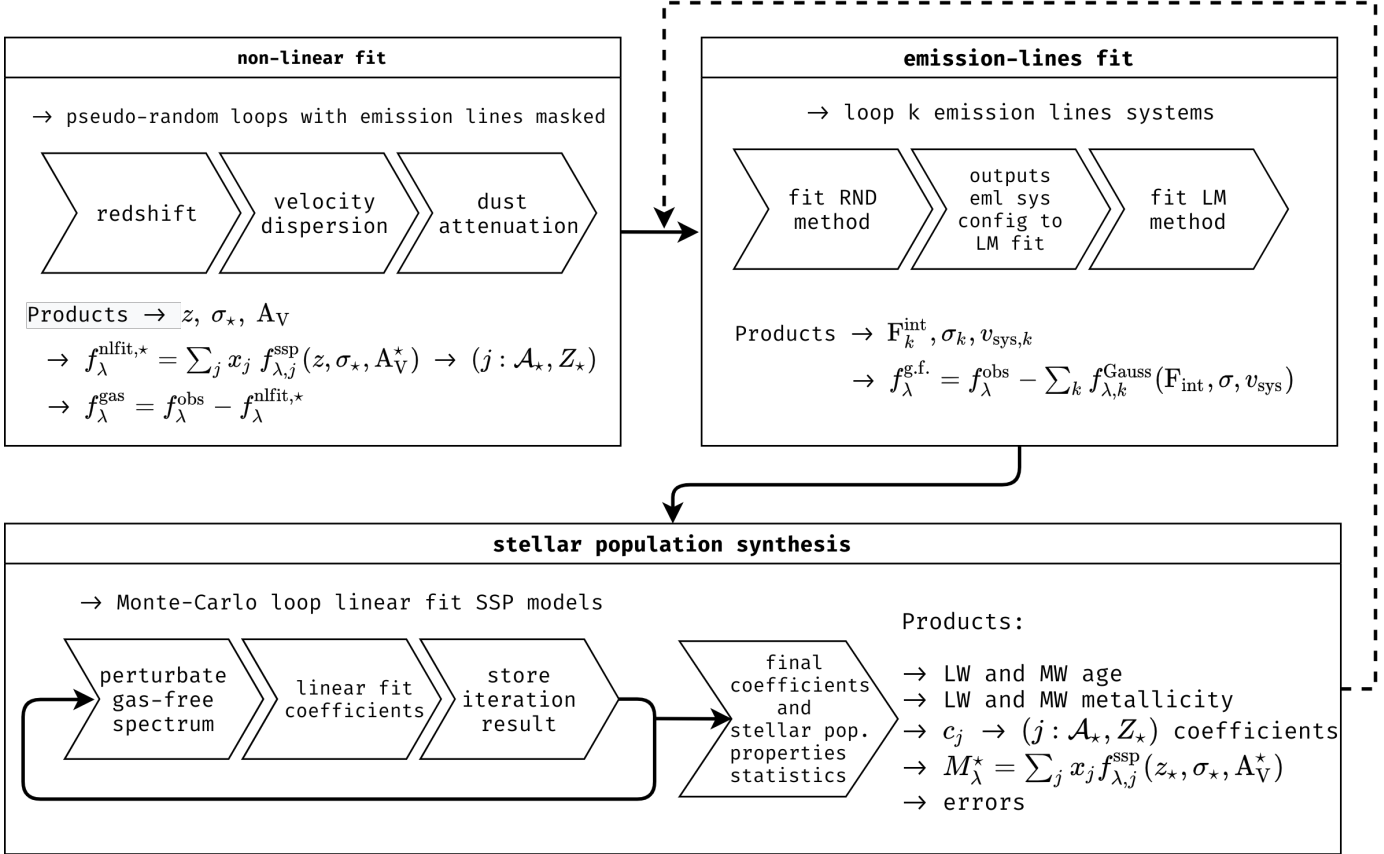 non-linear fit
→ pseudo-random loops with emission lines masked
redshift
velocity
dispersion
dust
attenuation
Products → z, σ⋆, A_V
→ f_λ^{nlfit,⋆} = ∑_j x_j f_{λ,j}^{ssp}(z, σ⋆, A_V^⋆) → (j : 𝒜⋆, Z⋆)
→ f_λ^{gas} = f_λ^{obs} − f_λ^{nlfit,⋆}
emission-lines fit
→ loop k emission lines systems
fit RND
method
outputs
eml sys
config to
LM fit
fit LM
method
Products → F_k^{int}, σ_k, v_{sys,k}
→ f_λ^{g.f.} = f_λ^{obs} − ∑_k f_{λ,k}^{Gauss}(F_{int}, σ, v_{sys})
stellar population synthesis
→ Monte-Carlo loop linear fit SSP models
perturbate
gas-free
spectrum
linear fit
coefficients
store
iteration
result
final
coefficients
and
stellar pop.
properties
statistics
Products:
→ LW and MW age
→ LW and MW metallicity
→ c_j → (j : 𝒜⋆, Z⋆) coefficients
→ M_λ^⋆ = ∑_j x_j f_{λ,j}^{ssp}(z⋆, σ⋆, A_V^⋆)
→ errors